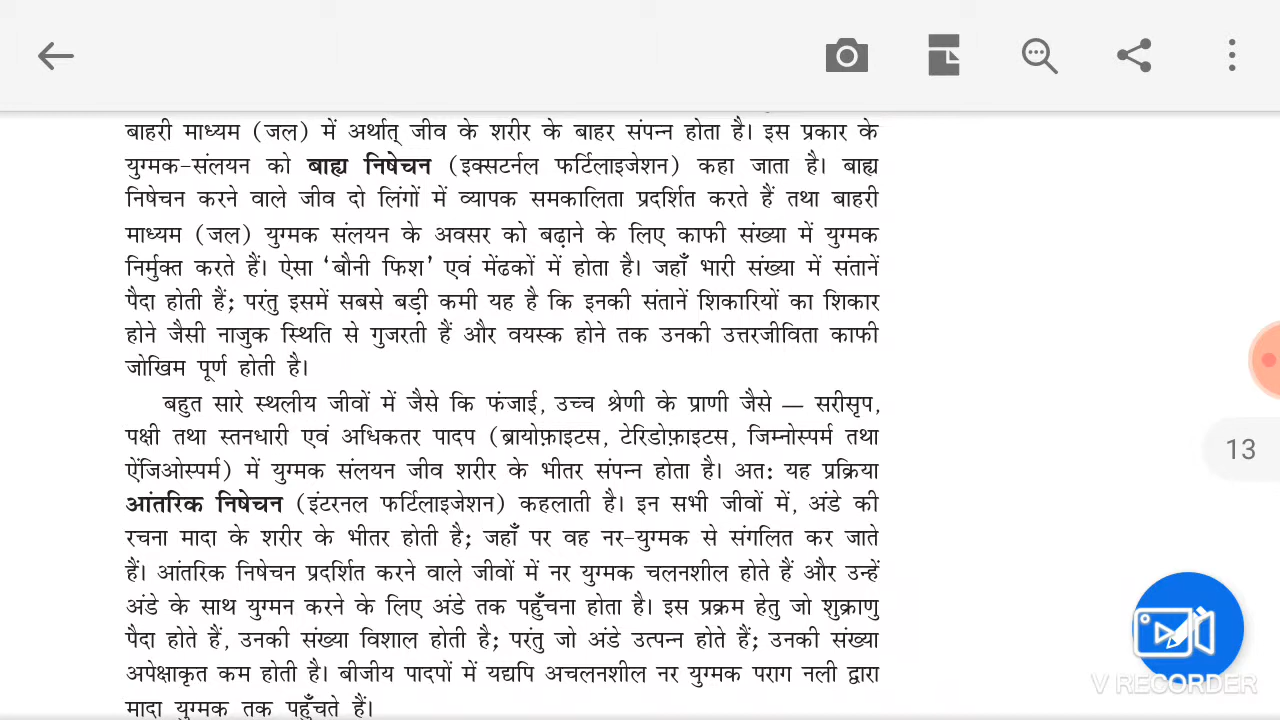 बाहरी माध्यम (जल) में अर्थात् जीव के शरीर के बाहर संपन्न होता है। इस प्रकार के
युग्मक-संलयन को बाह्य निषेचन (इक्सटर्नल फर्टिलाइजेशन) कहा जाता है। बाह्य
निषेचन करने वाले जीव दो लिंगों में व्यापक समकालिता प्रदर्शित करते हैं तथा बाहरी
माध्यम (जल) युग्मक संलयन के अवसर को बढ़ाने के लिए काफी संख्या में युग्मक
निर्मुक्त करते हैं। ऐसा ‘बौनी फिश’ एवं मेंढकों में होता है। जहाँ भारी संख्या में संतानें
पैदा होती हैं; परंतु इसमें सबसे बड़ी कमी यह है कि इनकी संतानें शिकारियों का शिकार
होने जैसी नाजुक स्थिति से गुजरती हैं और वयस्क होने तक उनकी उत्तरजीविता काफी
जोखिम पूर्ण होती है।
बहुत सारे स्थलीय जीवों में जैसे कि फंजाई, उच्च श्रेणी के प्राणी जैसे — सरीसृप,
पक्षी तथा स्तनधारी एवं अधिकतर पादप (ब्रायोफ़ाइटस, टेरिडोफ़ाइटस, जिम्नोस्पर्म तथा
ऐंजिओस्पर्म) में युग्मक संलयन जीव शरीर के भीतर संपन्न होता है। अतः यह प्रक्रिया
आंतरिक निषेचन (इंटरनल फर्टिलाइजेशन) कहलाती है। इन सभी जीवों में, अंडे की
रचना मादा के शरीर के भीतर होती है; जहाँ पर वह नर-युग्मक से संगलित कर जाते
हैं। आंतरिक निषेचन प्रदर्शित करने वाले जीवों में नर युग्मक चलनशील होते हैं और उन्हें
अंडे के साथ युग्मन करने के लिए अंडे तक पहुँचना होता है। इस प्रक्रम हेतु जो शुक्राणु
पैदा होते हैं, उनकी संख्या विशाल होती है; परंतु जो अंडे उत्पन्न होते हैं; उनकी संख्या
अपेक्षाकृत कम होती है। बीजीय पादपों में यद्यपि अचलनशील नर युग्मक पराग नली द्वारा
मादा युग्मक तक पहुँचते हैं।
13
V RECORDER